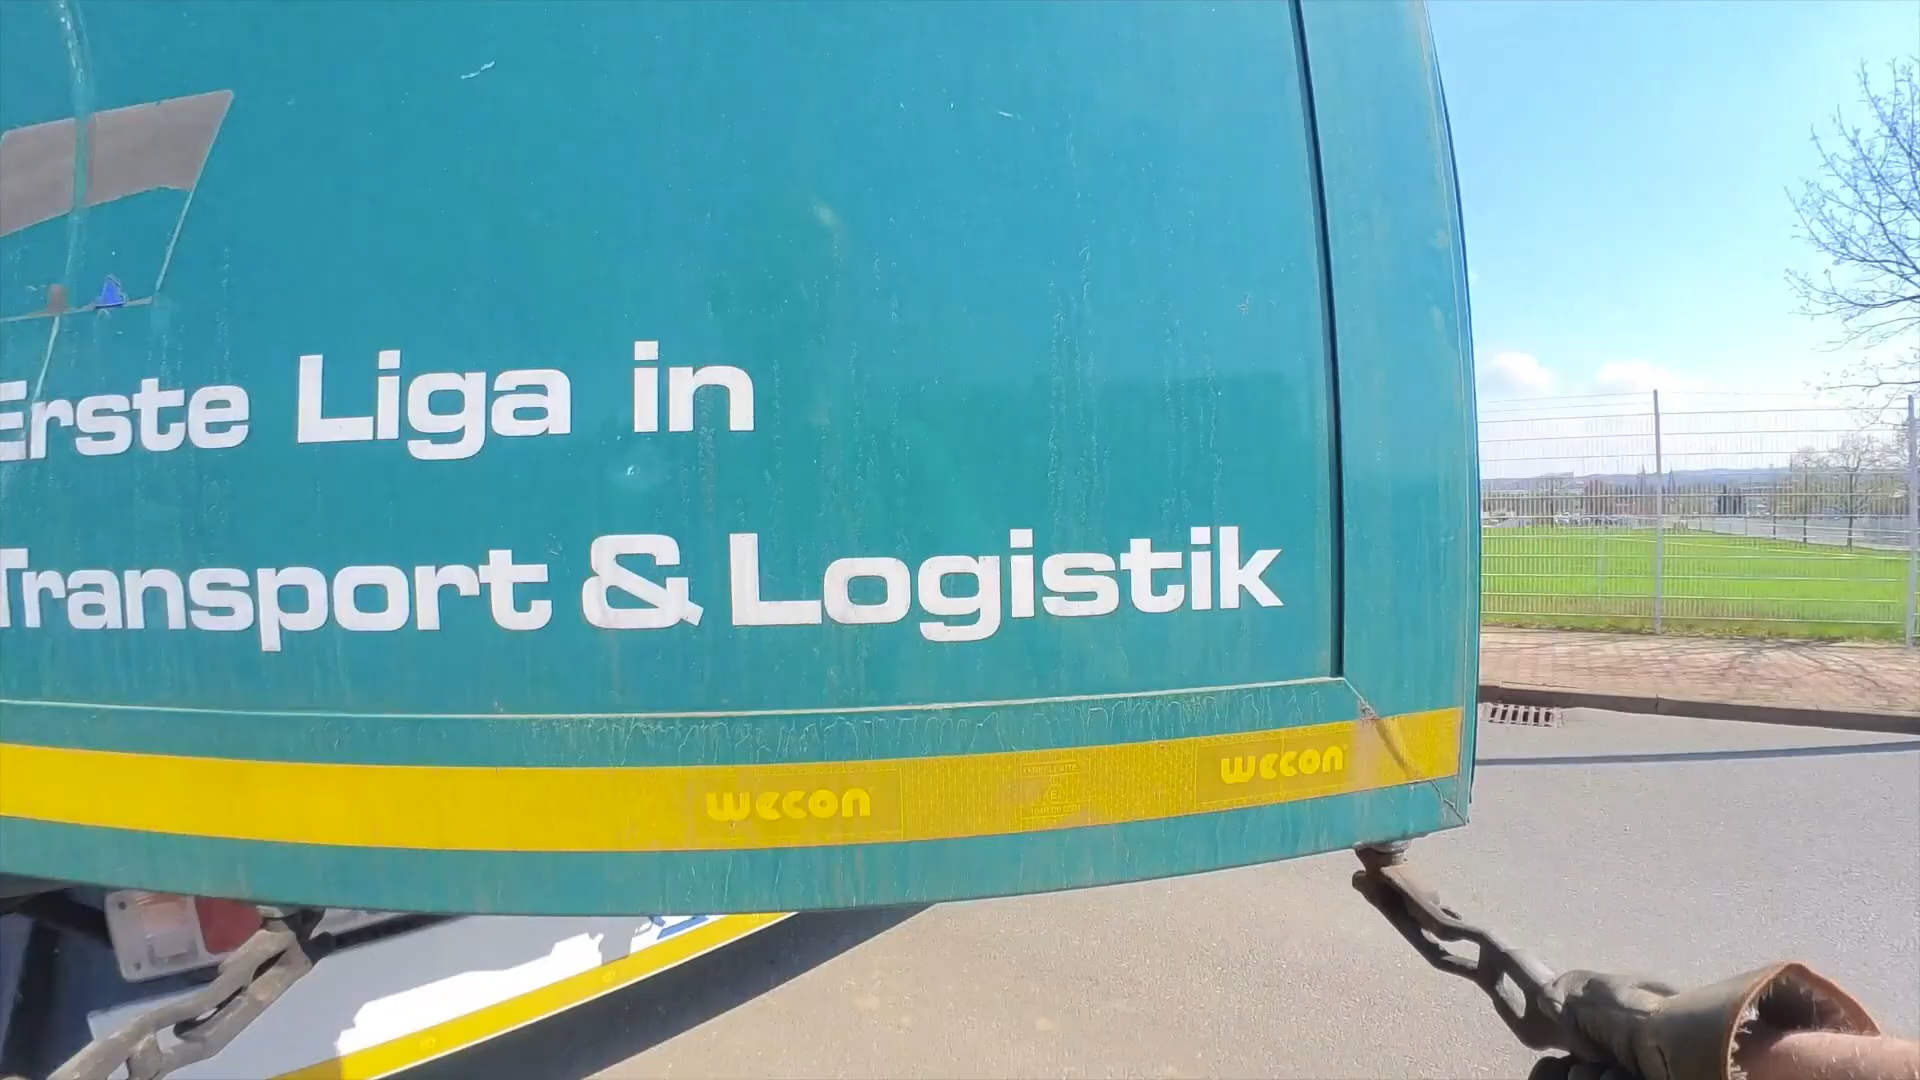 Erste Liga in
Transport & Logistik
wecon
wecon